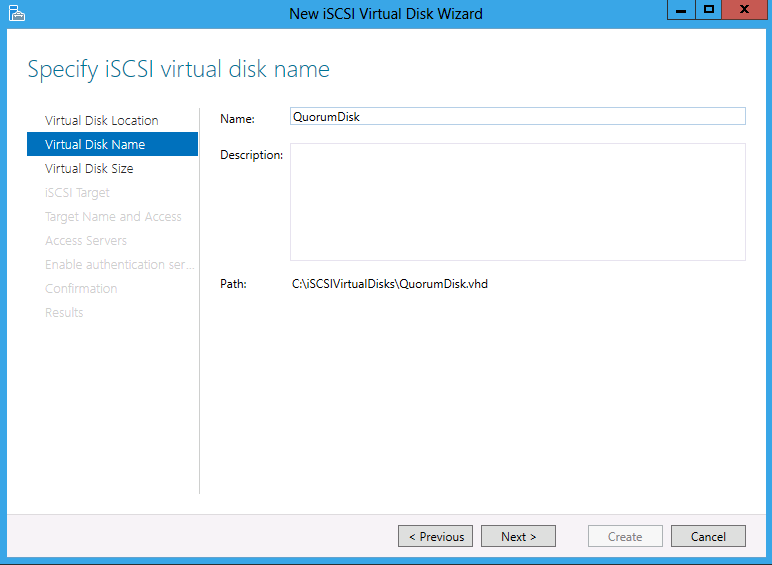 New iSCSI Virtual Disk Wizard
Specify iSCSI virtual disk name
Virtual Disk Location
Virtual Disk Name
Virtual Disk Size
iSCSI Target
Target Name and Access
Access Servers
Enable authentication ser...
Confirmation
Results
Name:
QuorumDisk
Description:
Path:
C:\iSCSIVirtualDisks\QuorumDisk.vhd
< Previous
Next >
Create
Cancel